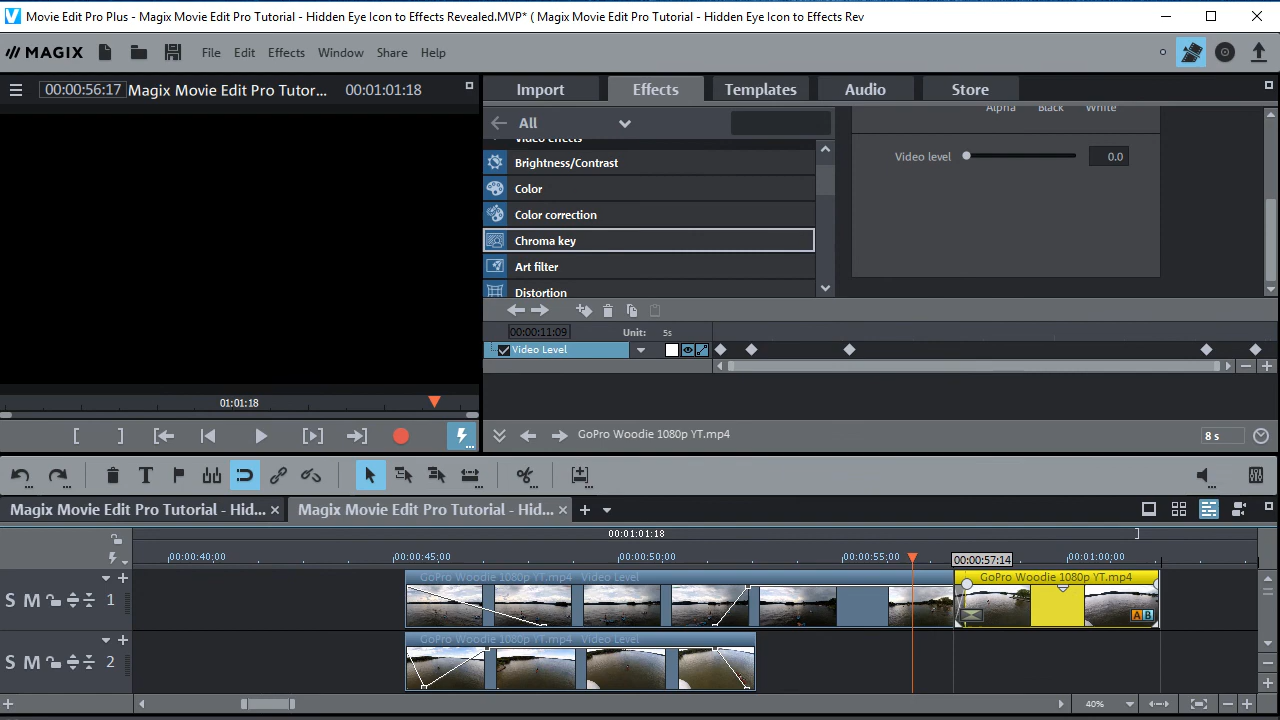 Movie Edit Pro Plus - Magix Movie Edit Pro Tutorial - Hidden Eye Icon to Effects Revealed.MVP* ( Magix Movie Edit Pro Tutorial - Hidden Eye Icon to Effects Rev
MAGIX File Edit Effects Window Share Help
00:00:56:17 Magix Movie Edit Pro Tutor... 00:01:01:18
Import Effects Templates Audio Store
All
Alpha Black White
Video effects
Brightness/Contrast
Video level 0.0
Color
Color correction
Chroma key
Art filter
Distortion
00:00:11:09 Unit: 5s
Video Level
01:01:18
GoPro Woodie 1080p YT.mp4 8 s
Magix Movie Edit Pro Tutorial - Hid... Magix Movie Edit Pro Tutorial - Hid...
00:01:01:18
00:00:40:00 00:00:45:00 00:00:50:00 00:00:55:00 00:00:57:14 00:01:00:00
GoPro Woodie 1080p YT.mp4 Video Level GoPro Woodie 1080p YT.mp4
S M 1
A B
GoPro Woodie 1080p YT.mp4 Video Level
S M 2
40%